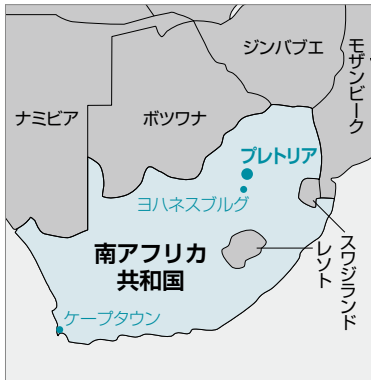 ジンバブエ
モザンビーク
ナミビア
ボツワナ
プレトリア
ヨハネスブルグ
南アフリカ
共和国
スワジランド
レソト
ケープタウン